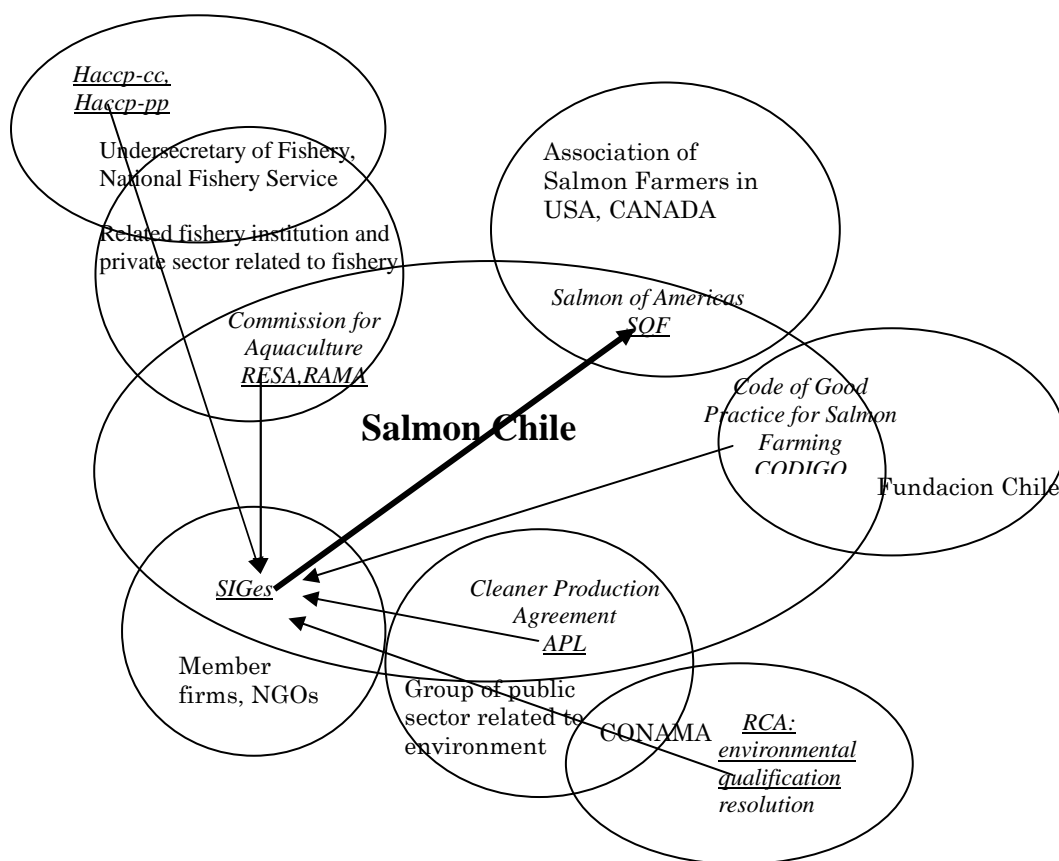 Haccp-cc,
Haccp-pp
Undersecretary of Fishery,
National Fishery Service
Related fishery institution and
private sector related to fishery
Association of
Salmon Farmers in
USA, CANADA
Commission for
Aquaculture
RESA,RAMA
Salmon of Americas
SQF
Salmon Chile
Code of Good
Practice for Salmon
Farming
CODIGO
Fundacion Chile
SIGes
Member
firms, NGOs
Cleaner Production
Agreement
APL
Group of public
sector related to
environment
CONAMA
RCA:
environmental
qualification
resolution